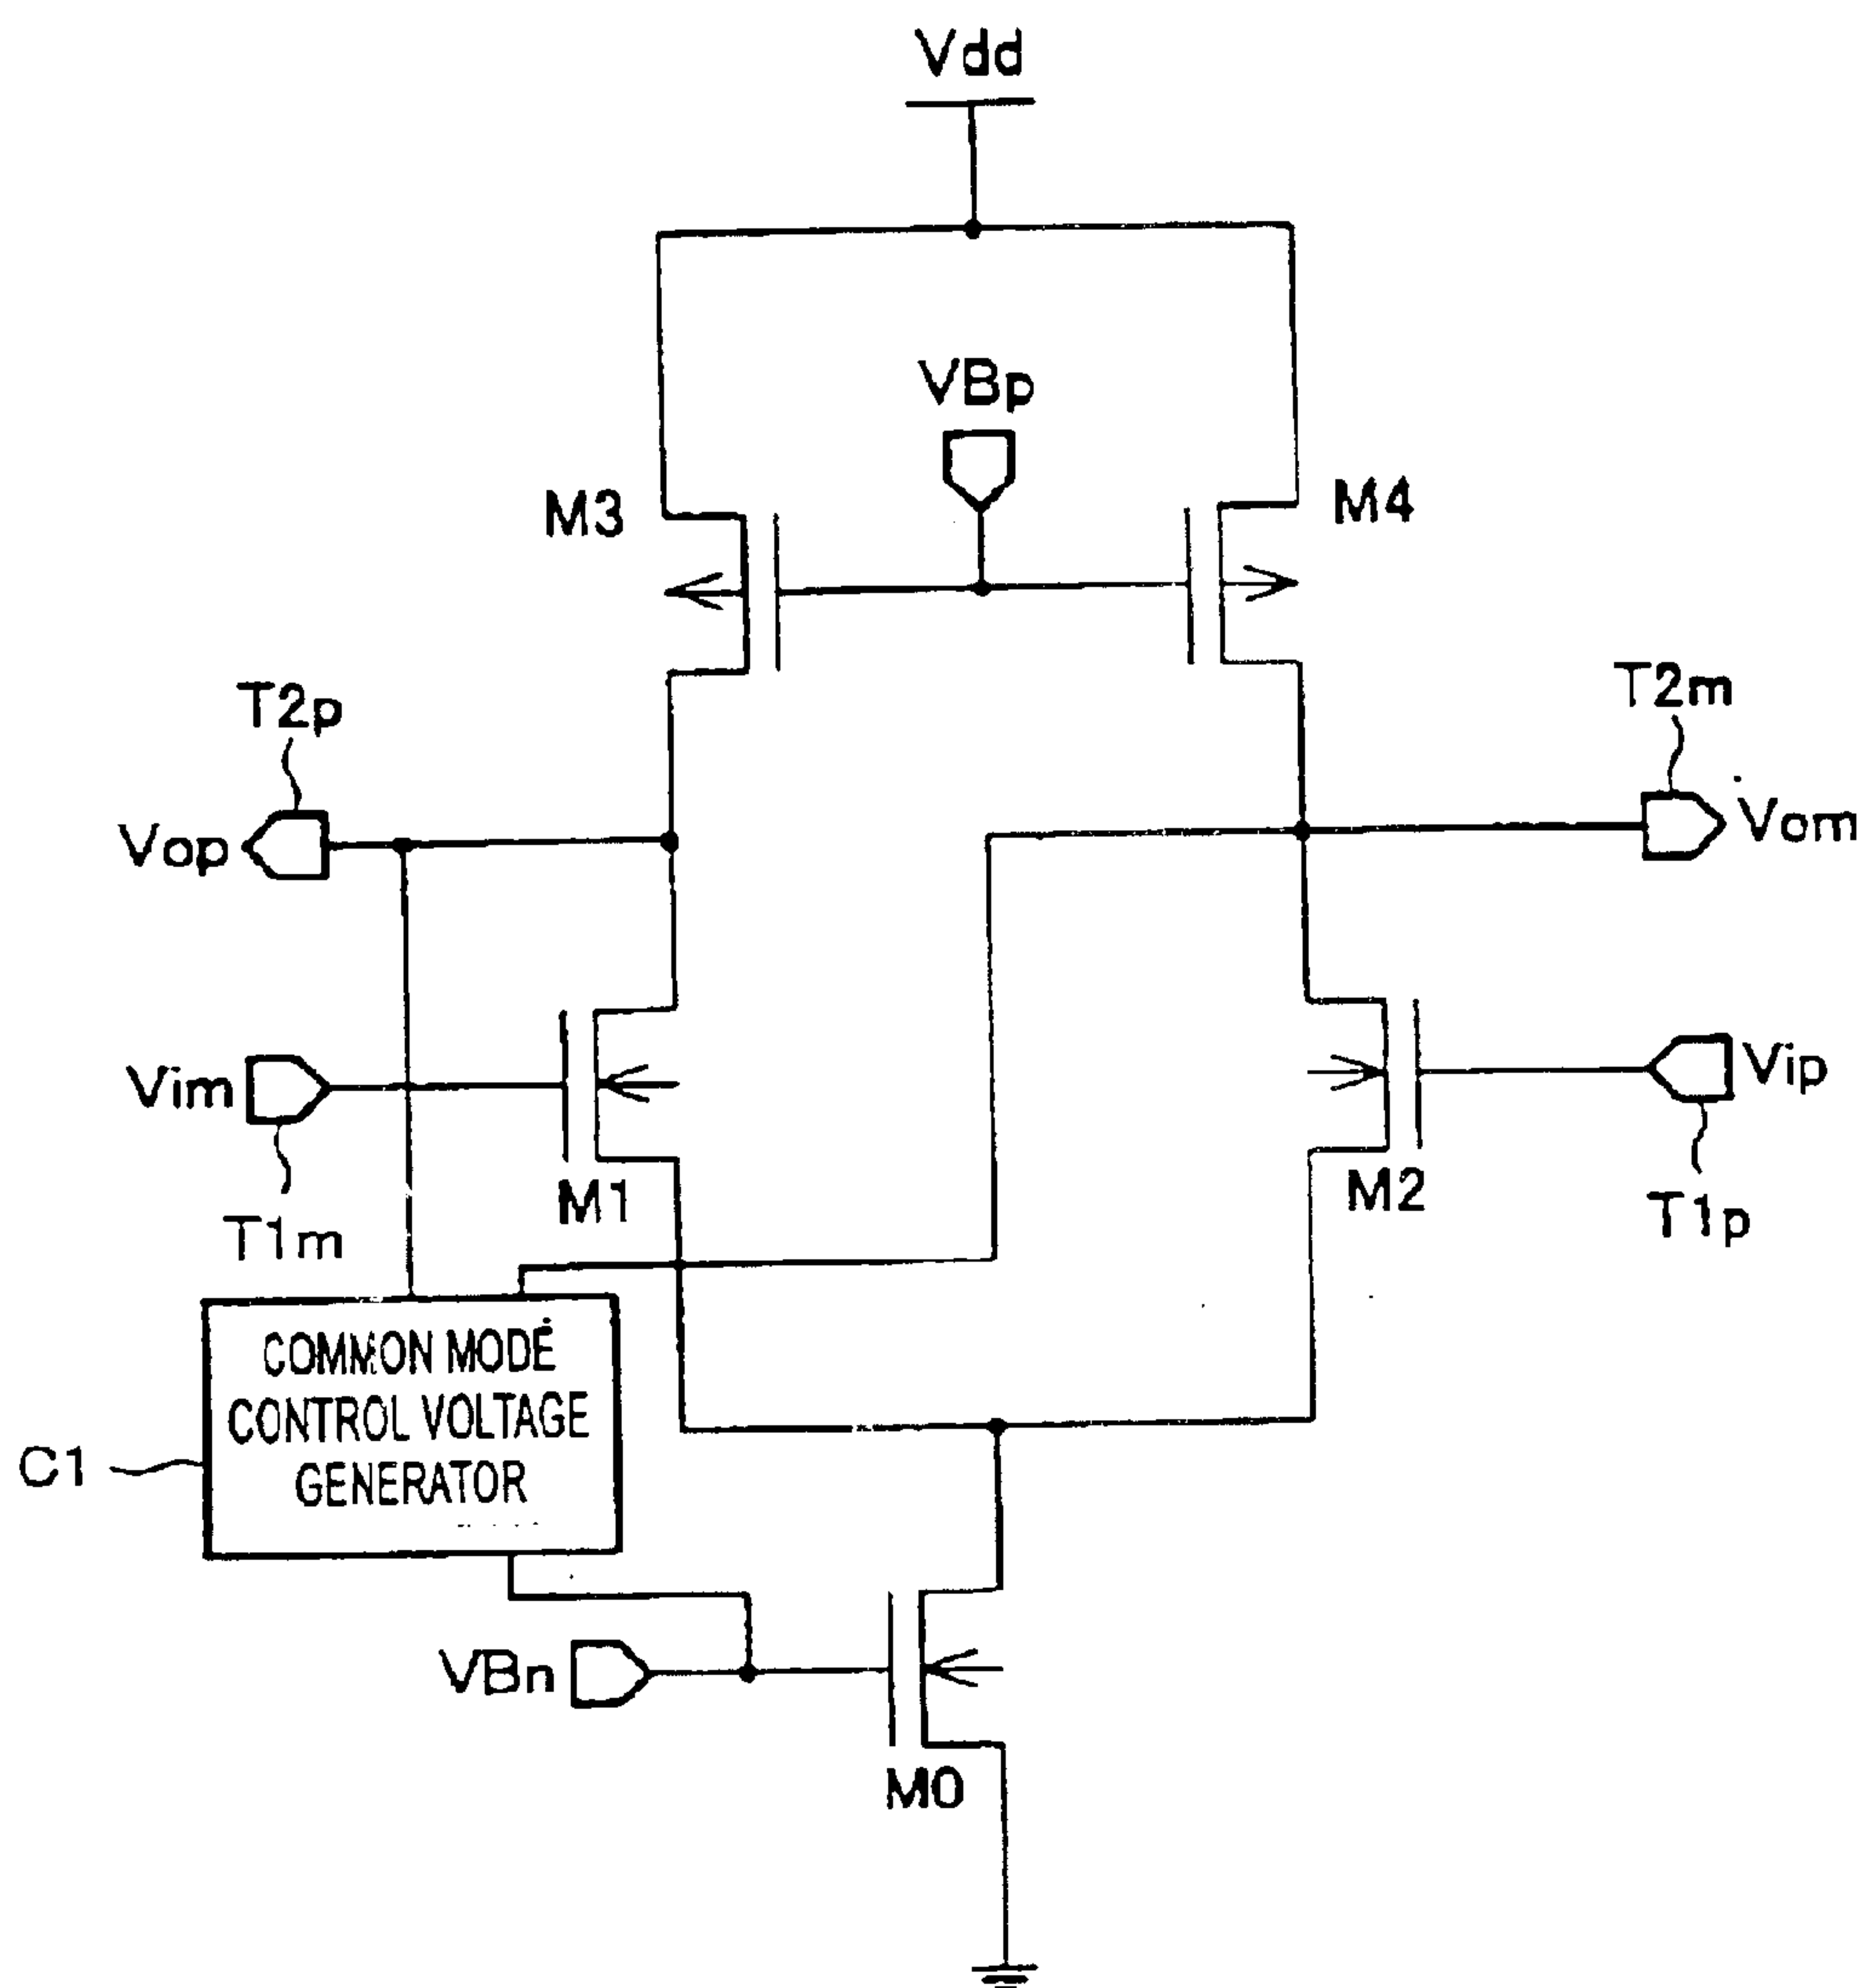 Vdd
VBp
M3
M4
T2p
T2m
Vop
Vom
Vim
Vip
M1
M2
T1m
T1p
COMMON MODE
CONTROL VOLTAGE
GENERATOR
C1
VBn
M0